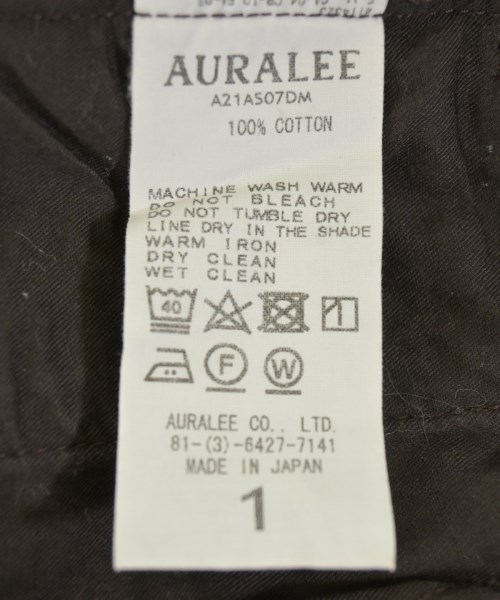 AURALEE
A21AS07DM
100% COTTON
MACHINE WASH WARM
DO NOT BLEACH
DO NOT TUMBLE DRY
LINE DRY IN THE SHADE
WARM IRON
DRY CLEAN
WET CLEAN
40
F W
AURALEE CO., LTD.
81-(3)-6427-7141
MADE IN JAPAN
1